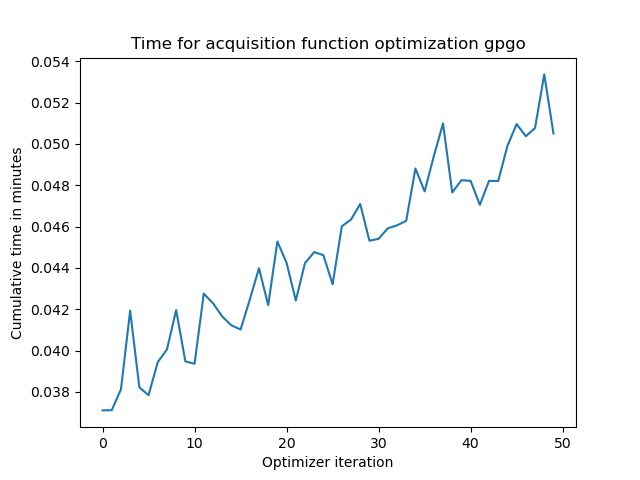 Time for acquisition function optimization gpgo
0.054
0.052
0.050
0.048
0.046
0.044
0.042
0.040
0.038
Cumulative time in minutes
0 10 20 30 40 50
Optimizer iteration